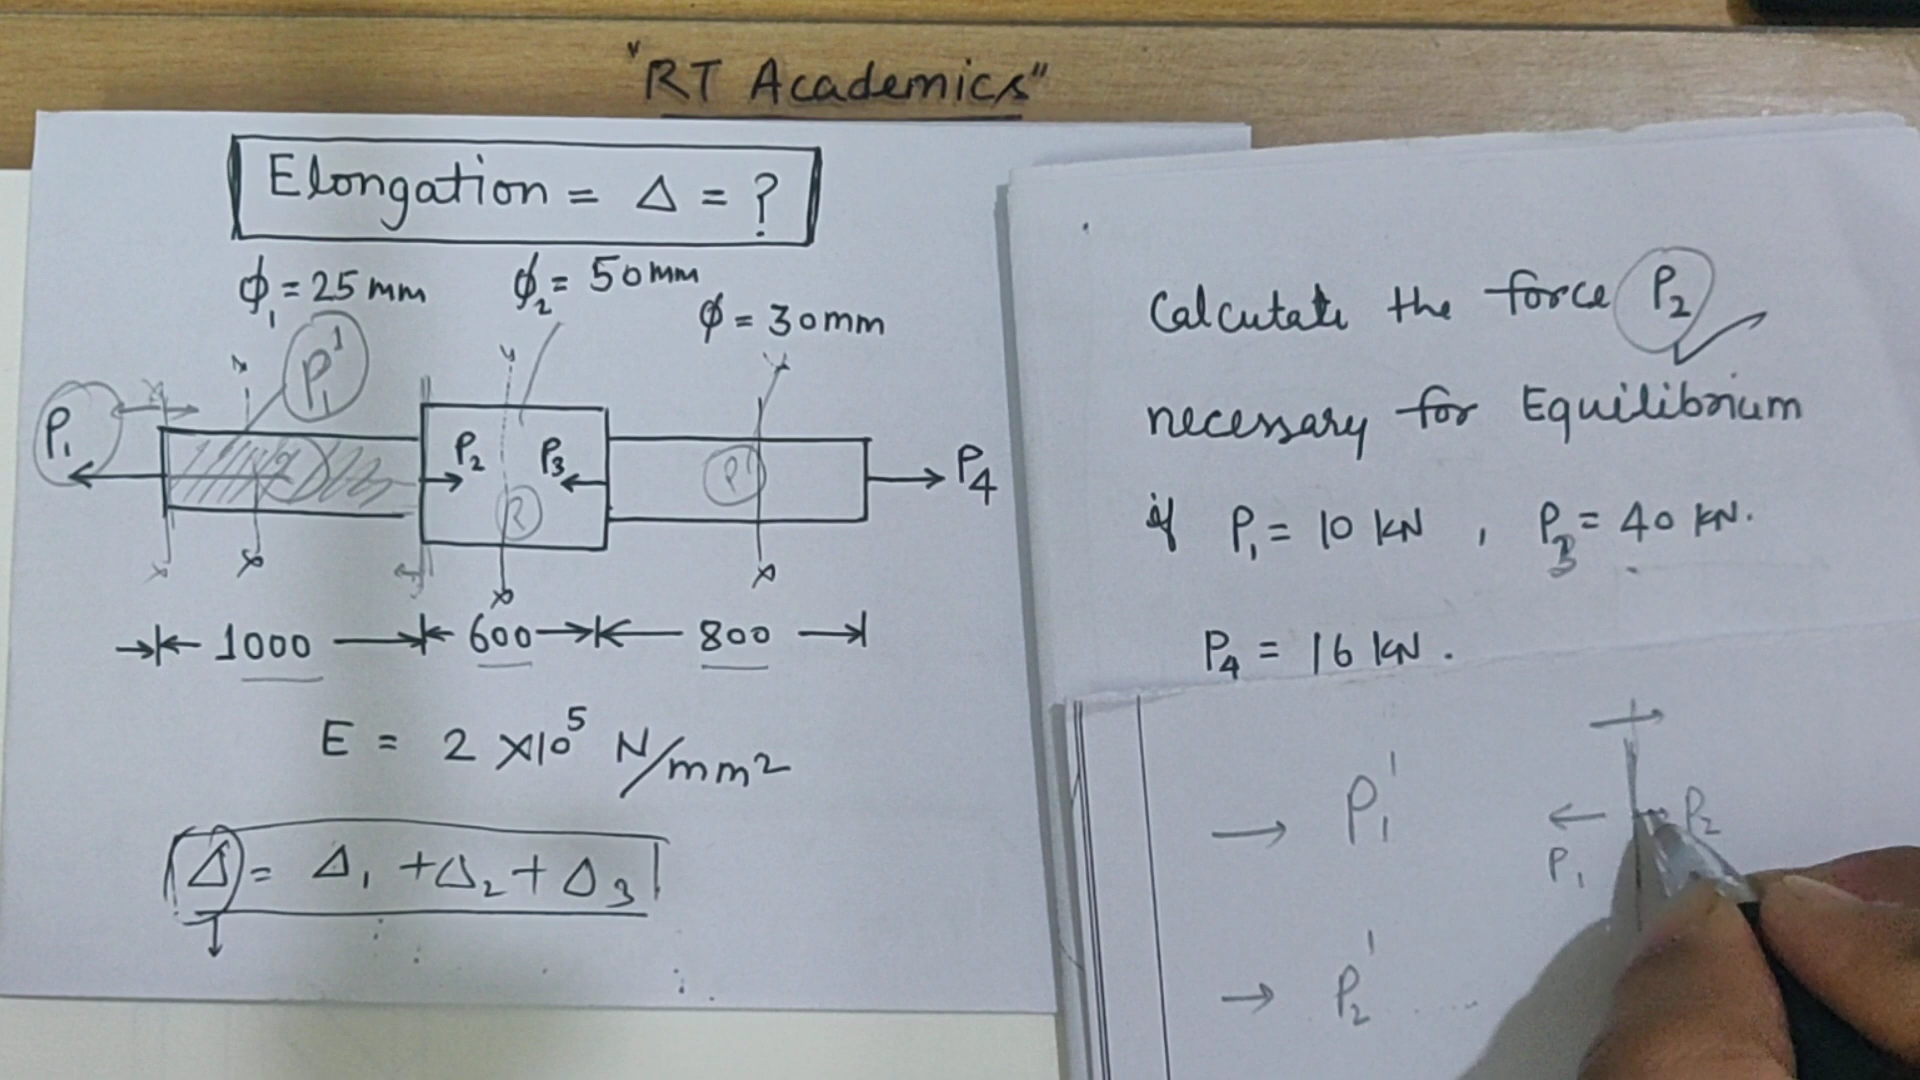 "RT Academics"
Elongation = Δ = ?
ϕ₁ = 25 mm
ϕ₂ = 50 mm
ϕ = 30 mm
P₁'
P₁
P₂
P₃
P₄
1000
600
800
E = 2 × 10⁵ N/mm²
Δ = Δ₁ + Δ₂ + Δ₃
Calcutate the force P₂
necessary for Equilibrium
if P₁ = 10 kN , P₃ = 40 kN.
P₄ = 16 kN .
→ P₁'
← P₂
P₁
→ P₂'